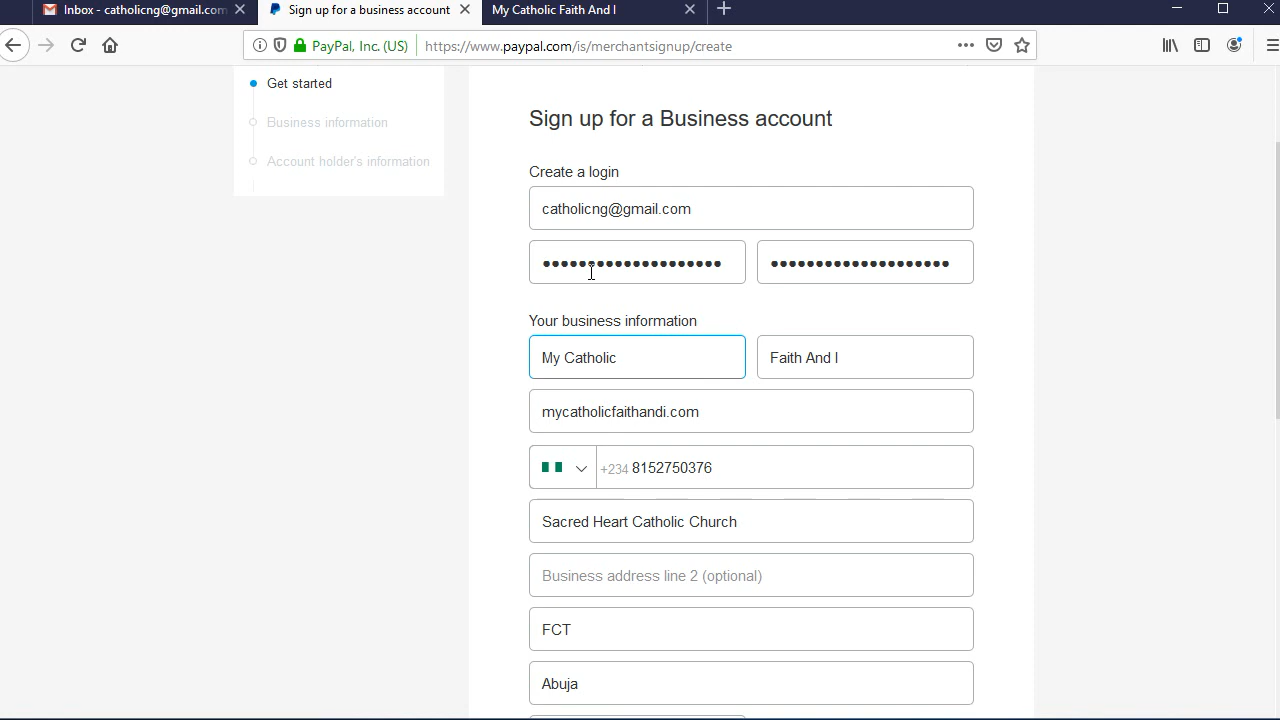 Inbox - catholicng@gmail.com
Sign up for a business account
My Catholic Faith And I
PayPal, Inc. (US)
https://www.paypal.com/is/merchantsignup/create
Get started
Business information
Account holder's information
Sign up for a Business account
Create a login
catholicng@gmail.com
●●●●●●●●●●●●●●●●●●●● ●●●●●●●●●●●●●●●●●●●●
Your business information
My Catholic
Faith And I
mycatholicfaithandi.com
+234 8152750376
Sacred Heart Catholic Church
Business address line 2 (optional)
FCT
Abuja